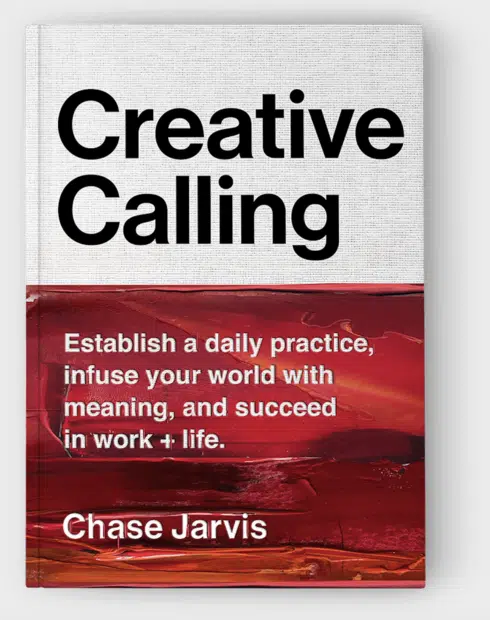 Creative
Calling
Establish a daily practice,
infuse your world with
meaning, and succeed
in work + life.
Chase Jarvis